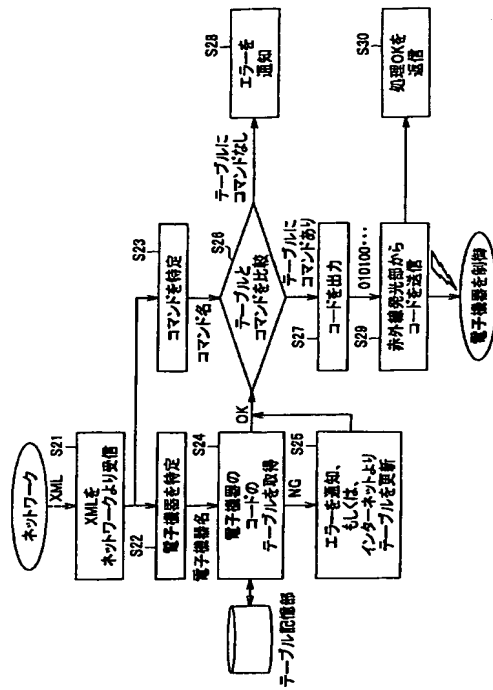 ネットワーク
XML
S21
XMLを
ネットワークより受信
S22
電子機器を特定
電子機器名
S23
コマンドを特定
コマンド名
S24
電子機器の
コードの
テーブルを取得
テーブル記憶部
OK
NG
S25
エラーを通知、
もしくは、
インターネットより
テーブルを更新
S26
テーブルと
コマンドを比較
テーブルに
コマンドなし
S28
エラーを
通知
テーブルに
コマンドあり
S27
コードを出力
010100···
S29
赤外線発光部から
コードを送信
S30
処理OKを
返信
電子機器を制御